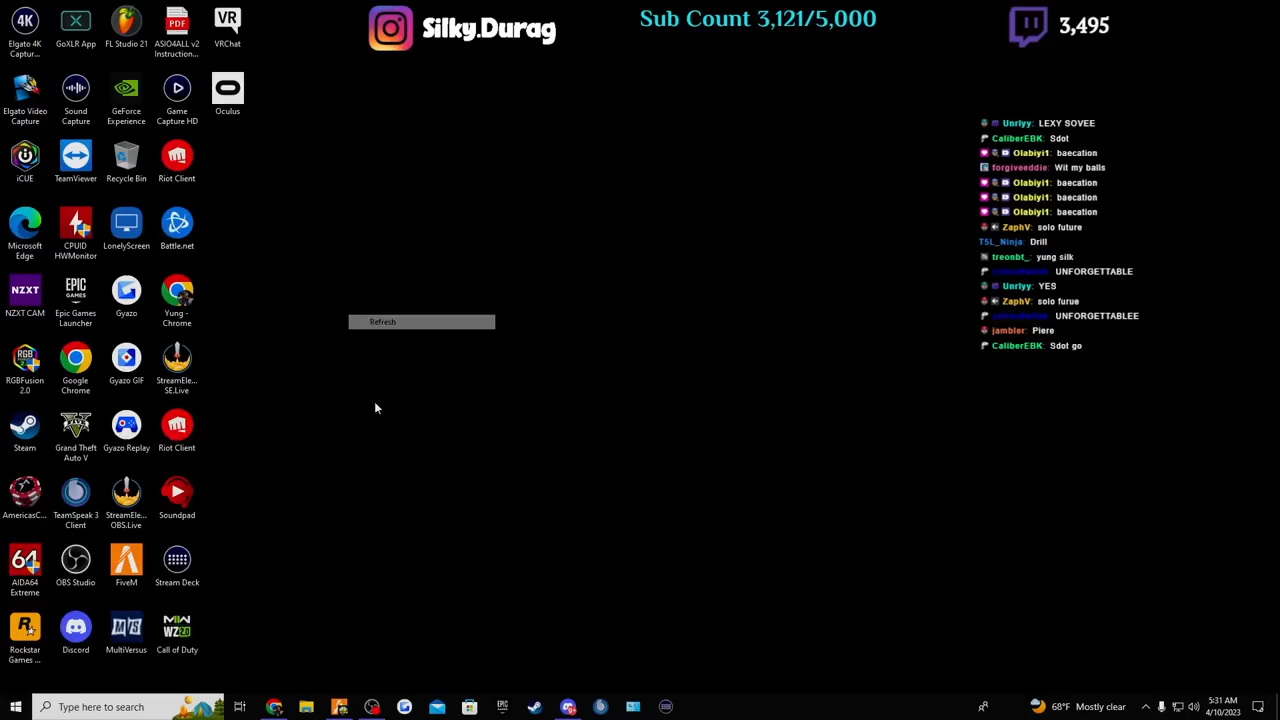 Silky.Durag
Sub Count 3,121/5,000
3,495
4K
Elgato 4K
Captur...
GoXLR App
FL Studio 21
PDF
ASIO4ALL v2
Instruction...
VR
VRChat
Elgato Video
Capture
Sound
Capture
GeForce
Experience
Game
Capture HD
Oculus
iCUE
TeamViewer
Recycle Bin
Riot Client
Microsoft
Edge
CPUID
HWMonitor
LonelyScreen
Battle.net
NZXT
NZXT CAM
EPIC
GAMES
Epic Games
Launcher
Gyazo
Yung -
Chrome
RGB
RGBFusion
2.0
Google
Chrome
Gyazo GIF
StreamEle...
SE.Live
Steam
Grand Theft
Auto V
Gyazo Replay
Riot Client
AmericasC...
TeamSpeak 3
Client
StreamEle...
OBS.Live
Soundpad
64
AIDA64
Extreme
OBS Studio
FiveM
Stream Deck
Rockstar
Games ...
Discord
MVS
MultiVersus
MW
WZ 2.0
Call of Duty
Refresh
Unrlyy: LEXY SOVEE
CaliberEBK: Sdot
Olabiyi1: baecation
forgiveeddie: Wit my balls
Olabiyi1: baecation
Olabiyi1: baecation
Olabiyi1: baecation
ZaphV: solo future
T5L_Ninja: Drill
treonbt_: yung silk
UNFORGETTABLE
Unrlyy: YES
ZaphV: solo furue
UNFORGETTABLEE
jambler: Piere
CaliberEBK: Sdot go
Type here to search
EPIC
68°F Mostly clear
5:31 AM
4/10/2023